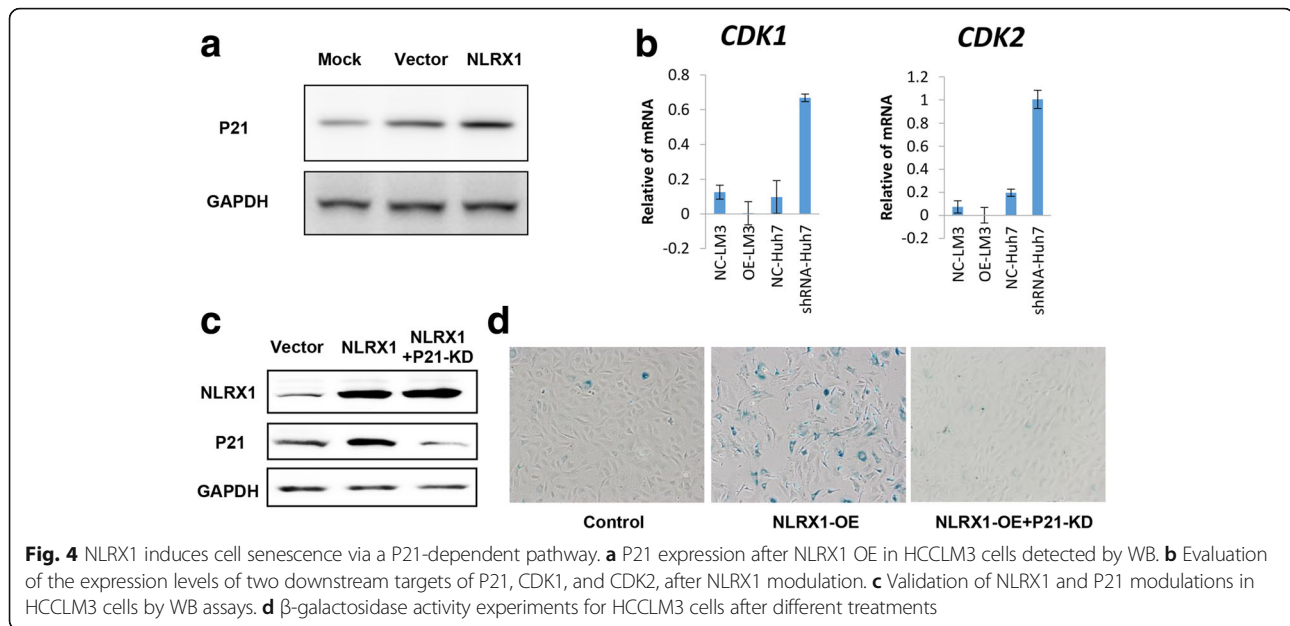 a
Mock Vector NLRX1
P21
GAPDH
b
CDK1
Relative of mRNA
0.8
0.6
0.4
0.2
0
-0.2
NC-LM3
OE-LM3
NC-Huh7
shRNA-Huh7
CDK2
Relative of mRNA
1.2
1
0.8
0.6
0.4
0.2
0
-0.2
NC-LM3
OE-LM3
NC-Huh7
shRNA-Huh7
c
Vector NLRX1 NLRX1
+P21-KD
NLRX1
P21
GAPDH
d
Control NLRX1-OE NLRX1-OE+P21-KD
Fig. 4 NLRX1 induces cell senescence via a P21-dependent pathway. a P21 expression after NLRX1 OE in HCCLM3 cells detected by WB. b Evaluation
of the expression levels of two downstream targets of P21, CDK1, and CDK2, after NLRX1 modulation. c Validation of NLRX1 and P21 modulations in
HCCLM3 cells by WB assays. d β-galactosidase activity experiments for HCCLM3 cells after different treatments